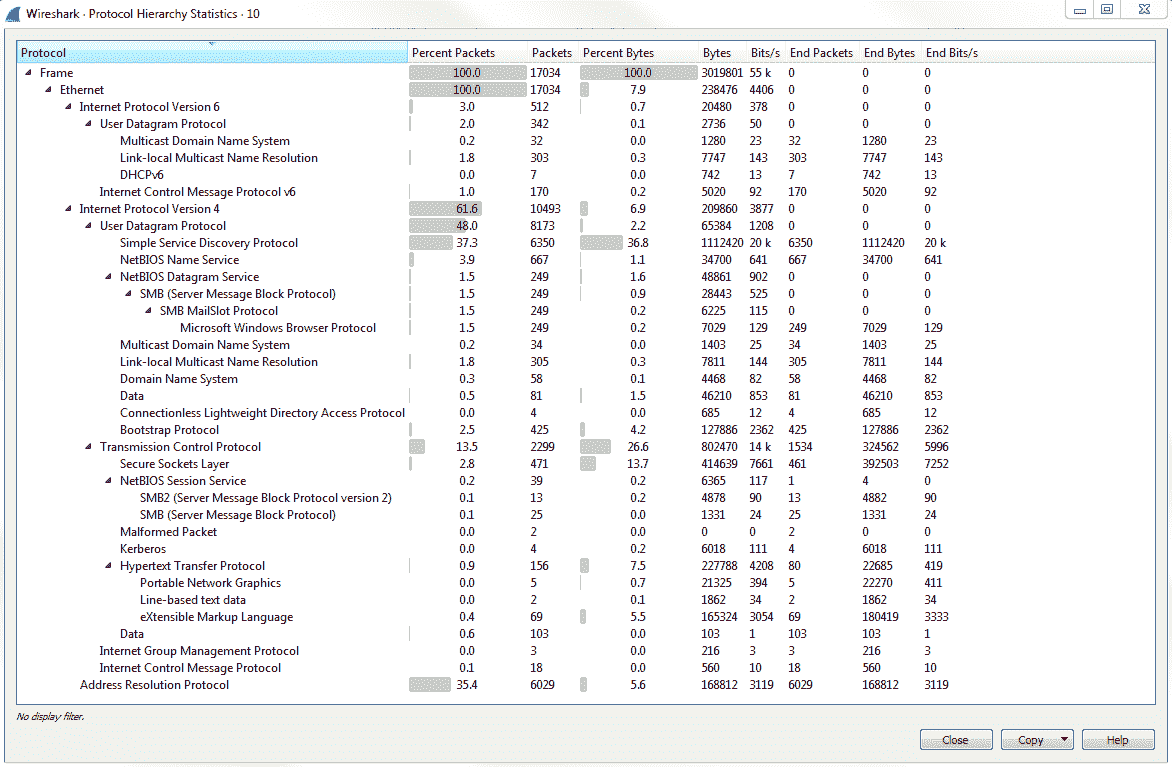 Wireshark · Protocol Hierarchy Statistics · 10
Protocol Percent Packets Packets Percent Bytes Bytes Bits/s End Packets End Bytes End Bits/s
Frame 100.0 17034 100.0 3019801 55 k 0 0 0
Ethernet 100.0 17034 7.9 238476 4406 0 0 0
Internet Protocol Version 6 3.0 512 0.7 20480 378 0 0 0
User Datagram Protocol 2.0 342 0.1 2736 50 0 0 0
Multicast Domain Name System 0.2 32 0.0 1280 23 32 1280 23
Link-local Multicast Name Resolution 1.8 303 0.3 7747 143 303 7747 143
DHCPv6 0.0 7 0.0 742 13 7 742 13
Internet Control Message Protocol v6 1.0 170 0.2 5020 92 170 5020 92
Internet Protocol Version 4 61.6 10493 6.9 209860 3877 0 0 0
User Datagram Protocol 48.0 8173 2.2 65384 1208 0 0 0
Simple Service Discovery Protocol 37.3 6350 36.8 1112420 20 k 6350 1112420 20 k
NetBIOS Name Service 3.9 667 1.1 34700 641 667 34700 641
NetBIOS Datagram Service 1.5 249 1.6 48861 902 0 0 0
SMB (Server Message Block Protocol) 1.5 249 0.9 28443 525 0 0 0
SMB MailSlot Protocol 1.5 249 0.2 6225 115 0 0 0
Microsoft Windows Browser Protocol 1.5 249 0.2 7029 129 249 7029 129
Multicast Domain Name System 0.2 34 0.0 1403 25 34 1403 25
Link-local Multicast Name Resolution 1.8 305 0.3 7811 144 305 7811 144
Domain Name System 0.3 58 0.1 4468 82 58 4468 82
Data 0.5 81 1.5 46210 853 81 46210 853
Connectionless Lightweight Directory Access Protocol 0.0 4 0.0 685 12 4 685 12
Bootstrap Protocol 2.5 425 4.2 127886 2362 425 127886 2362
Transmission Control Protocol 13.5 2299 26.6 802470 14 k 1534 324562 5996
Secure Sockets Layer 2.8 471 13.7 414639 7661 461 392503 7252
NetBIOS Session Service 0.2 39 0.2 6365 117 1 4 0
SMB2 (Server Message Block Protocol version 2) 0.1 13 0.2 4878 90 13 4882 90
SMB (Server Message Block Protocol) 0.1 25 0.0 1331 24 25 1331 24
Malformed Packet 0.0 2 0.0 0 0 2 0 0
Kerberos 0.0 4 0.2 6018 111 4 6018 111
Hypertext Transfer Protocol 0.9 156 7.5 227788 4208 80 22685 419
Portable Network Graphics 0.0 5 0.7 21325 394 5 22270 411
Line-based text data 0.0 2 0.1 1862 34 2 1862 34
eXtensible Markup Language 0.4 69 5.5 165324 3054 69 180419 3333
Data 0.6 103 0.0 103 1 103 103 1
Internet Group Management Protocol 0.0 3 0.0 216 3 3 216 3
Internet Control Message Protocol 0.1 18 0.0 560 10 18 560 10
Address Resolution Protocol 35.4 6029 5.6 168812 3119 6029 168812 3119
No display filter.
Close Copy Help